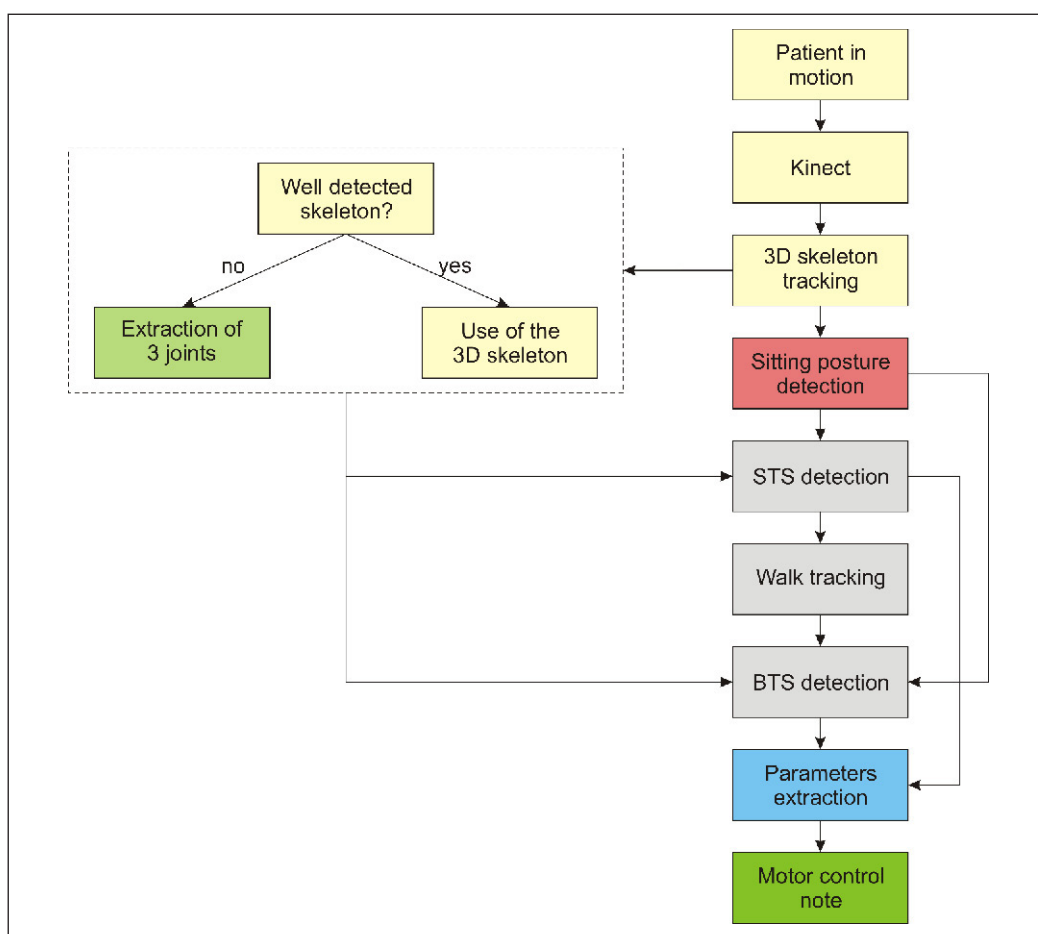 Patient in
motion
Kinect
Well detected
skeleton?
no
yes
3D skeleton
tracking
Extraction of
3 joints
Use of the
3D skeleton
Sitting posture
detection
STS detection
Walk tracking
BTS detection
Parameters
extraction
Motor control
note